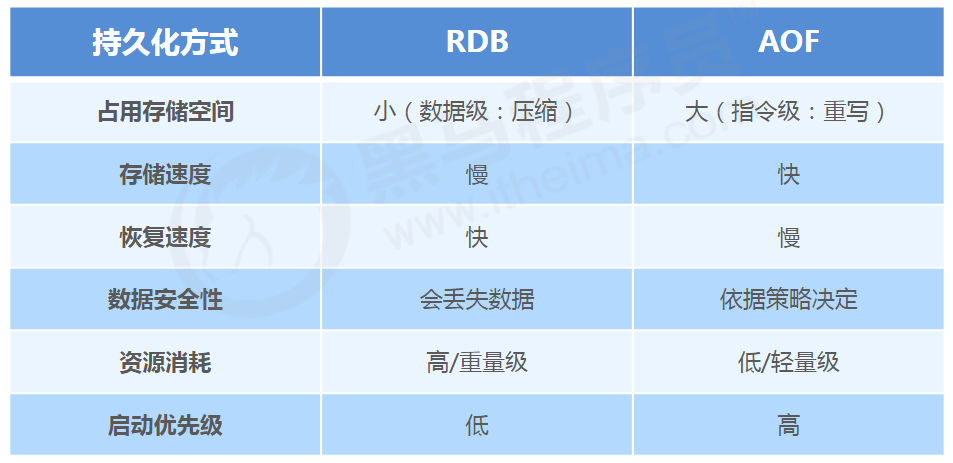 持久化方式 RDB AOF
占用存储空间 小（数据级：压缩） 大（指令级：重写）
存储速度 慢 快
恢复速度 快 慢
数据安全性 会丢失数据 依据策略决定
资源消耗 高/重量级 低/轻量级
启动优先级 低 高
黑马程序员
www.itheima.com